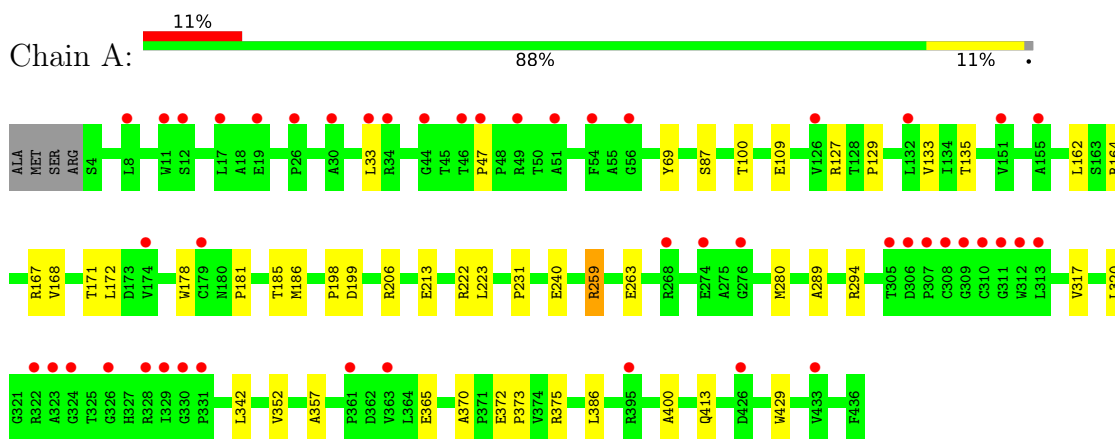 11%
Chain A:
88% 11% •
ALA MET SER ARG S4 L8 W11 S12 L17 A18 E19 P26 A30 L33 R34 G44 T45 T46 P47 P48 R49 T50 A51 F54 A55 G56 Y69 S87 T100 E109 V126 R127 T128 P129 L132 V133 I134 T135 V151 A155 L162 S163 R164
R167 V168 T171 L172 D173 V174 W178 C179 N180 P181 T185 M186 P198 D199 R206 E213 R222 L223 P231 E240 R259 E263 R268 E274 A275 G276 M280 A289 R294 T305 D306 P307 C308 G309 C310 G311 W312 L313 V317 L320
G321 R322 A323 G324 T325 G326 H327 R328 I329 G330 P331 L342 V352 A357 P361 D362 V363 L364 E365 A370 P371 E372 P373 V374 R375 L386 R395 A400 Q413 D426 W429 V433 F436